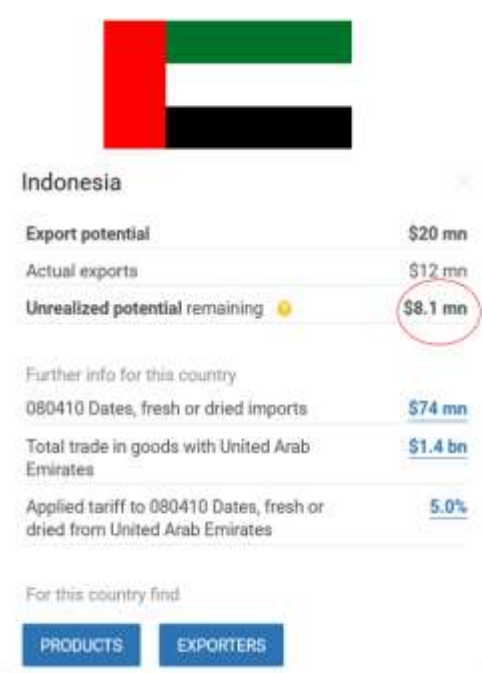 Indonesia
Export potential $20 mn
Actual exports $12 mn
Unrealized potential remaining ? $8.1 mn
Further info for this country
080410 Dates, fresh or dried imports $74 mn
Total trade in goods with United Arab $1.4 bn
Emirates
Applied tariff to 080410 Dates, fresh or 5.0%
dried from United Arab Emirates
For this country find
PRODUCTS EXPORTERS